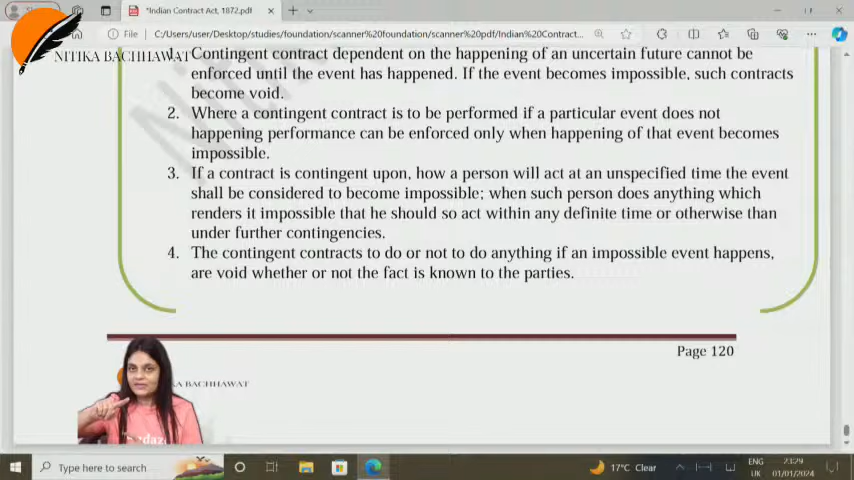 *Indian Contract Act, 1872.pdf
File
C:/Users/user/Desktop/studies/foundation/scanner%20foundation/scanner%20pdf/Indian%20Contract...
NITIKA BACHHAWAT
1. Contingent contract dependent on the happening of an uncertain future cannot be
enforced until the event has happened. If the event becomes impossible, such contracts
become void.
2. Where a contingent contract is to be performed if a particular event does not
happening performance can be enforced only when happening of that event becomes
impossible.
3. If a contract is contingent upon, how a person will act at an unspecified time the event
shall be considered to become impossible; when such person does anything which
renders it impossible that he should so act within any definite time or otherwise than
under further contingencies.
4. The contingent contracts to do or not to do anything if an impossible event happens,
are void whether or not the fact is known to the parties.
Page 120
KA BACHHAWAT
Type here to search
17°C Clear
ENG
UK
23:29
01/01/2024